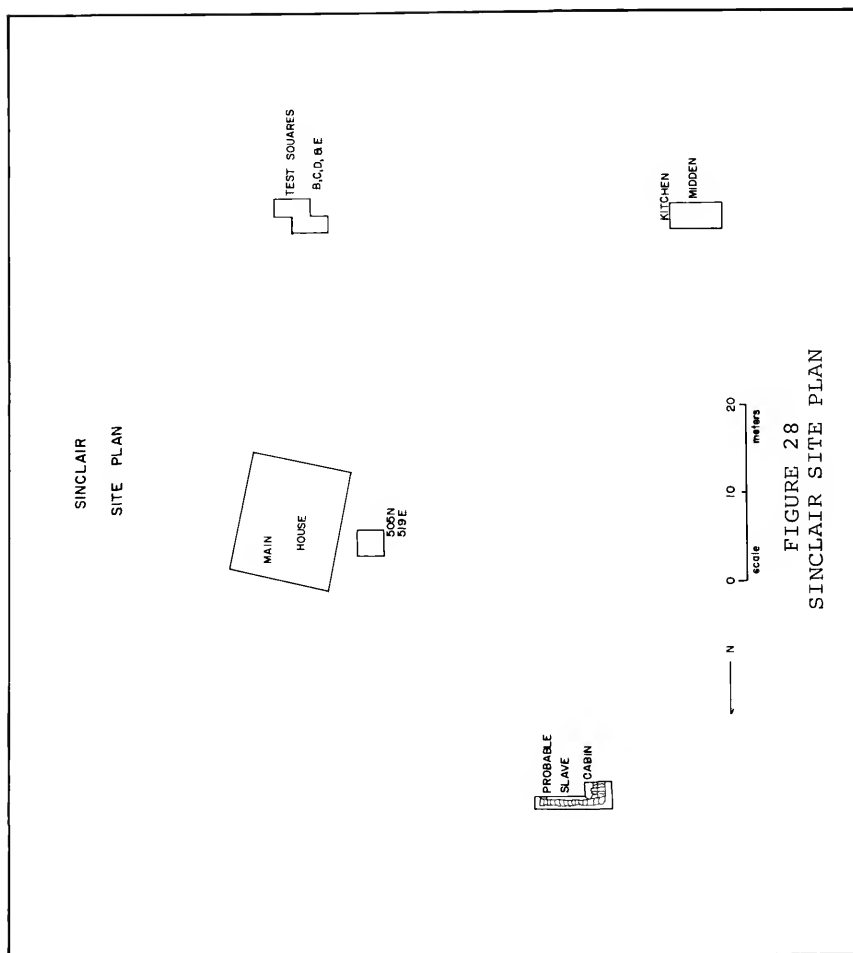 SINCLAIR
SITE PLAN
TEST SQUARES
B,C,D, & E
MAIN
HOUSE
505N
519E
KITCHEN
MIDDEN
PROBABLE
SLAVE
CABIN
N
0 10 20
scale meters
FIGURE 28
SINCLAIR SITE PLAN